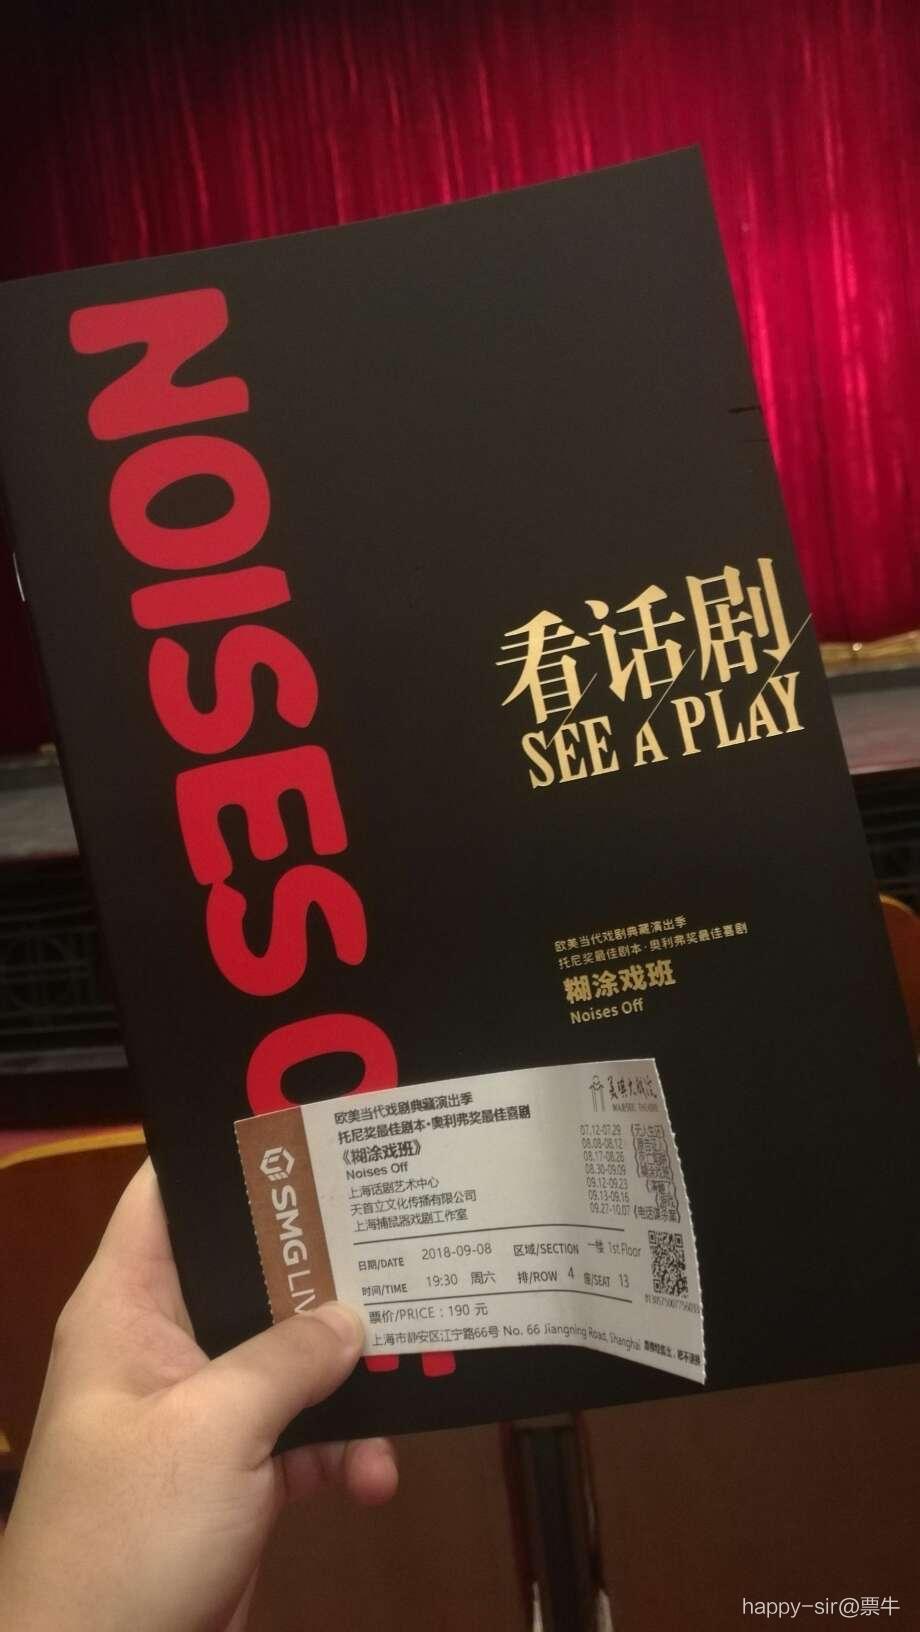 NOISES O
看话剧
SEE A PLAY
欧美当代戏剧典藏演出季
托尼奖最佳剧本·奥利弗奖最佳喜剧
糊涂戏班
Noises Off
欧美当代戏剧典藏演出季
托尼奖最佳剧本·奥利弗奖最佳喜剧
《糊涂戏班》
Noises Off
上海话剧艺术中心
天首立文化传播有限公司
上海捕鼠器戏剧工作室
美琪大戏院
MAJESTIC THEATRE
07.12-07.29 《无人生还》
08.08-08.12
08.17-08.26
08.30-09.09
09.12-09.23
09.13-09.16
09.27-10.07
SMG LIV
日期/DATE 2018-09-08 区域/SECTION 一楼 1st Floor
时间/TIME 19:30 周六 排/ROW 4 座/SEAT 13
票价/PRICE：190 元
上海市静安区江宁路66号 No. 66 Jiangning Road, Shanghai
happy-sir@票牛